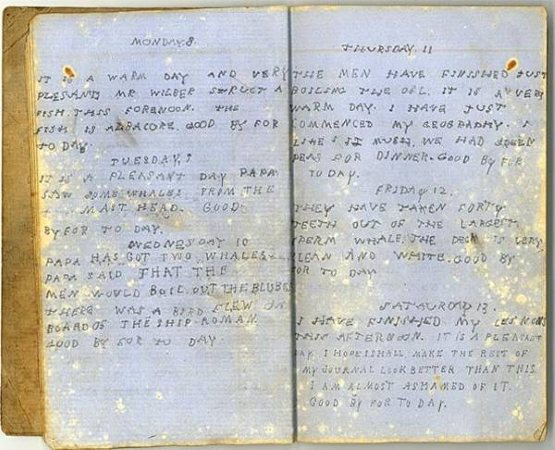 MONDAY 8.
IT IS A WARM DAY AND VERY
PLESANT, MR WILBER STRUCT A
FISH THIS FORENOON. THE
FISH IS ALBACORE. GOOD BY FOR
TO DAY.
TUESDAY. 9
IT IS A PLEASANT DAY PAPA
SAW SOME WHALES. FROM THE
MAST HEAD. GOOD
BY FOR TO DAY.
WEDNESDAY 10
PAPA HAS GOT TWO WHALES.
PAPA SAID THAT THE
MEN WOULD BOIL OUT THE BLUBER
THERE WAS A BIRD FLEW IN
BOARD OF THE SHIP ROMAN
GOOD BY FOR TO DAY.
THURSDAY. 11
THE MEN HAVE FINISHED JUST
BOILING THE OIL. IT IS A VERY
WARM DAY. I HAVE JUST
COMMENCED MY GEOGRAPHY. I
LIKE IT MUCH. WE HAD GREEN
PEAS FOR DINNER. GOOD BY FOR
TO DAY.
FRIDAY 12.
THEY HAVE TAKEN FORTY
TEETH OUT OF THE LARGEST
SPERM WHALE. THE DECK IS VERY
CLEAN AND WHITE. GOOD BY
FOR TO DAY
13.
I HAVE FINISHED MY LESSONS
THIS AFTERNOON. IT IS A PLEASANT
DAY. I HOPE I SHALL MAKE THE REST OF
MY JOURNAL LOOK BETTER THAN THIS
I AM ALMOST ASHAMED OF IT.
GOOD BY FOR TO DAY.